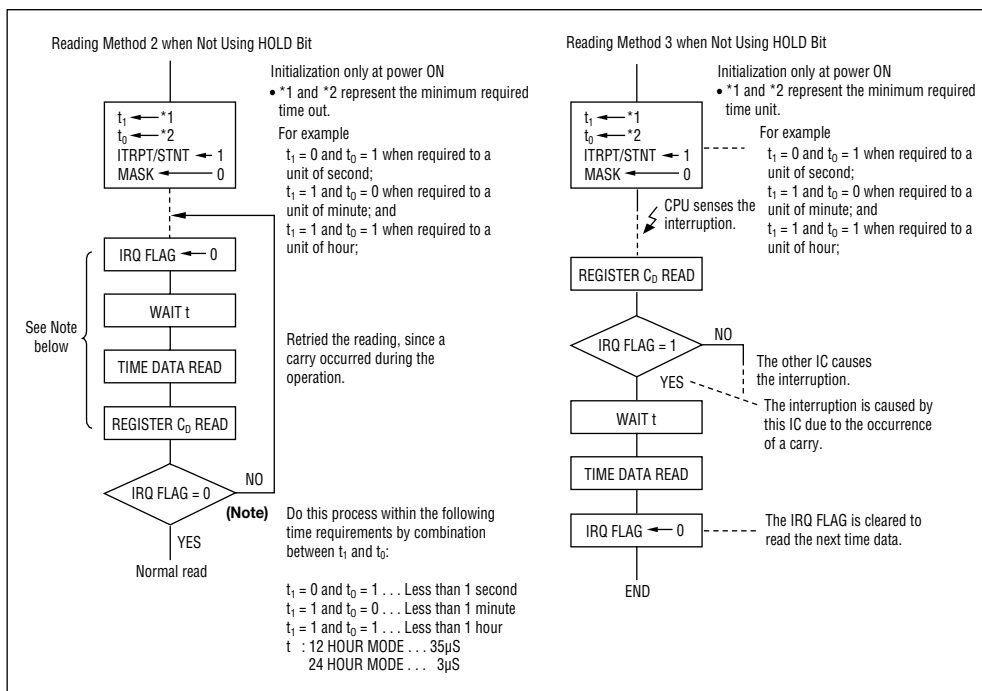 Reading Method 2 when Not Using HOLD Bit
Initialization only at power ON
• *1 and *2 represent the minimum required
time out.
For example
t₁ = 0 and t₀ = 1 when required to a
unit of second;
t₁ = 1 and t₀ = 0 when required to a
unit of minute; and
t₁ = 1 and t₀ = 1 when required to a
unit of hour;
t₁ ← *1
t₀ ← *2
ITRPT/STNT ← 1
MASK ← 0
IRQ FLAG ← 0
WAIT t
See Note
below
TIME DATA READ
Retried the reading, since a
carry occurred during the
operation.
REGISTER C_D READ
IRQ FLAG = 0
NO
YES
Normal read
(Note)
Do this process within the following
time requirements by combination
between t₁ and t₀:
t₁ = 0 and t₀ = 1 . . . Less than 1 second
t₁ = 1 and t₀ = 0 . . . Less than 1 minute
t₁ = 1 and t₀ = 1 . . . Less than 1 hour
t : 12 HOUR MODE . . . 35µS
24 HOUR MODE . . . 3µS
Reading Method 3 when Not Using HOLD Bit
Initialization only at power ON
• *1 and *2 represent the minimum required
time unit.
For example
t₁ = 0 and t₀ = 1 when required to a
unit of second;
t₁ = 1 and t₀ = 0 when required to a
unit of minute; and
t₁ = 1 and t₀ = 1 when required to a
unit of hour;
t₁ ← *1
t₀ ← *2
ITRPT/STNT ← 1
MASK ← 0
CPU senses the
interruption.
REGISTER C_D READ
IRQ FLAG = 1
NO
The other IC causes
the interruption.
YES
The interruption is caused by
this IC due to the occurrence
of a carry.
WAIT t
TIME DATA READ
IRQ FLAG ← 0
The IRQ FLAG is cleared to
read the next time data.
END